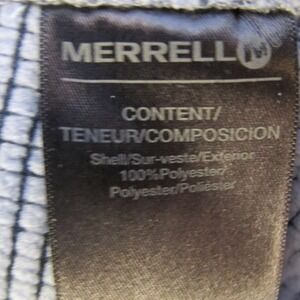 MERRELL M
CONTENT/
TENEUR/COMPOSICION
Shell/Sur-veste/Exterior
100%Polyester/
Polyester/Poliéster